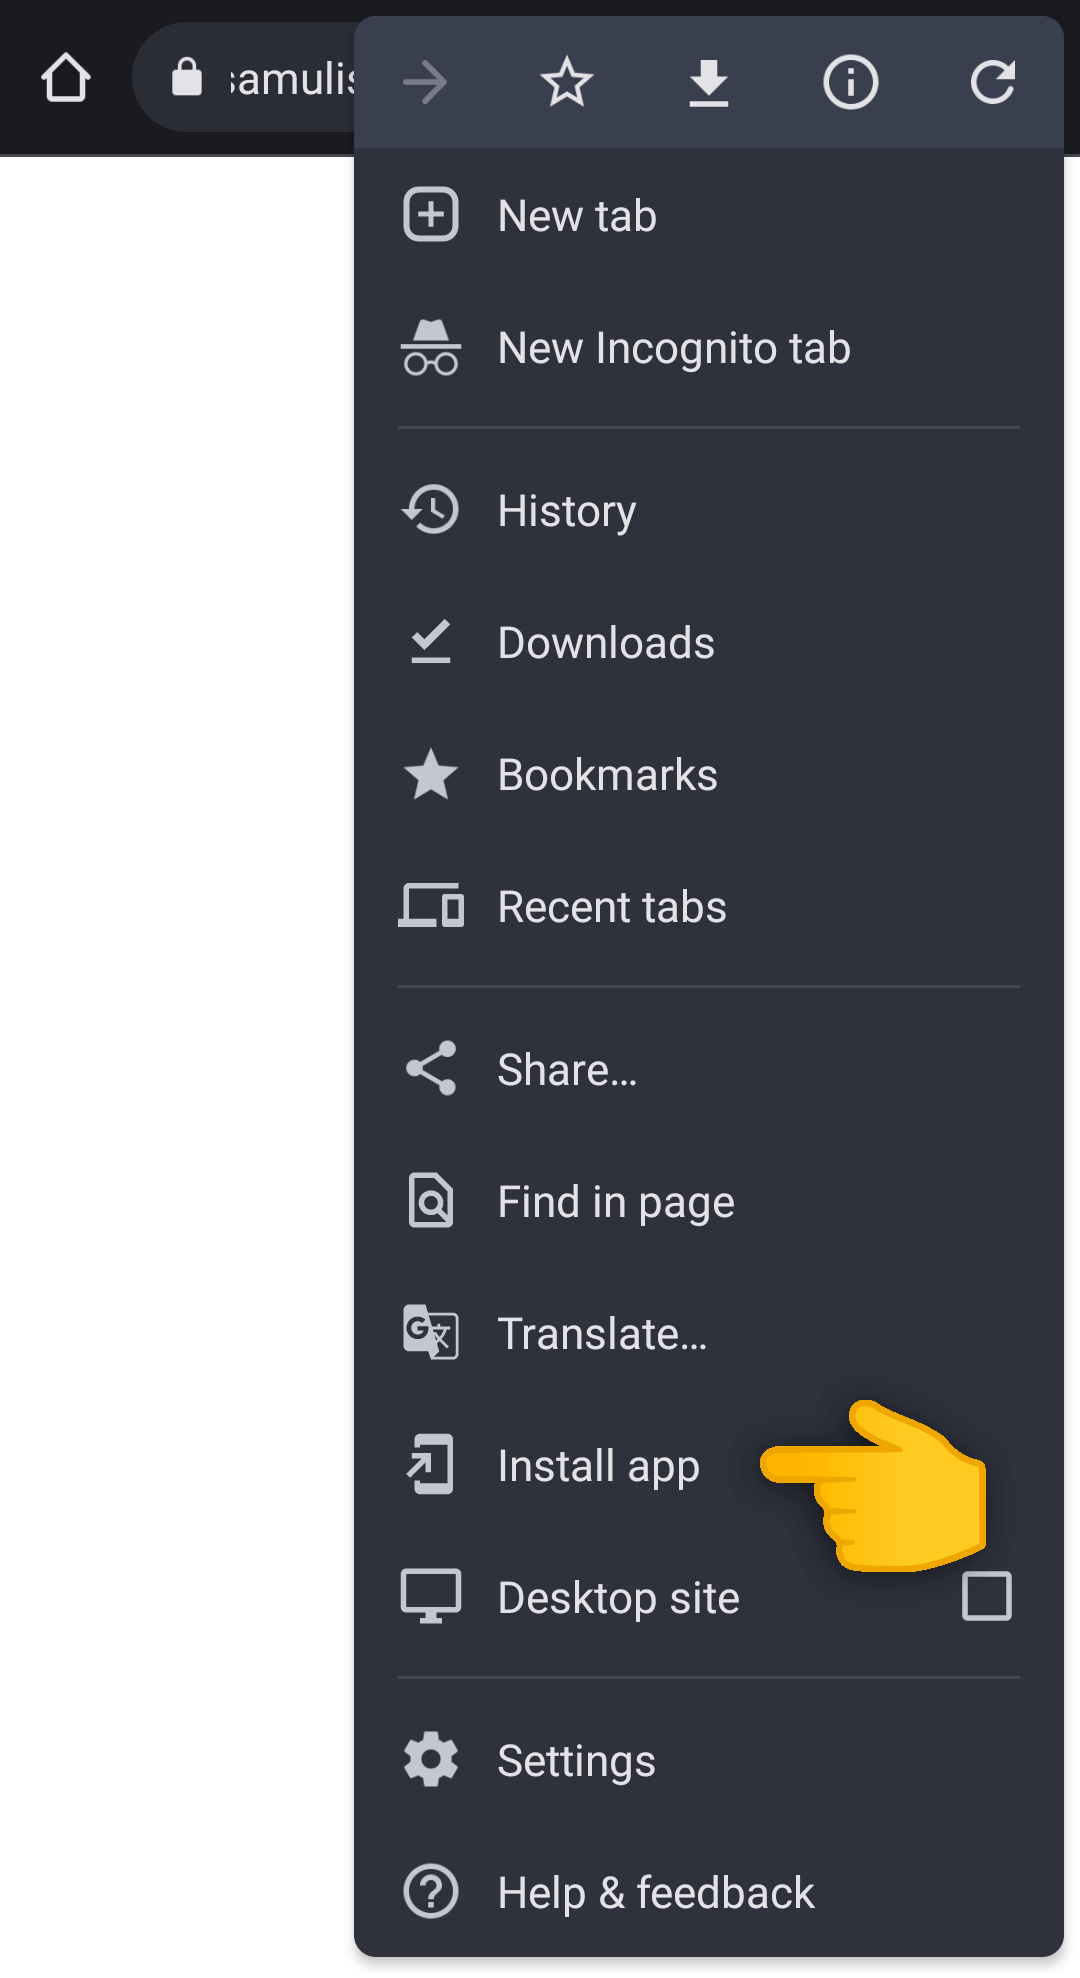 New tab
New Incognito tab
History
Downloads
Bookmarks
Recent tabs
Share...
Find in page
Translate...
Install app
Desktop site
Settings
Help & feedback